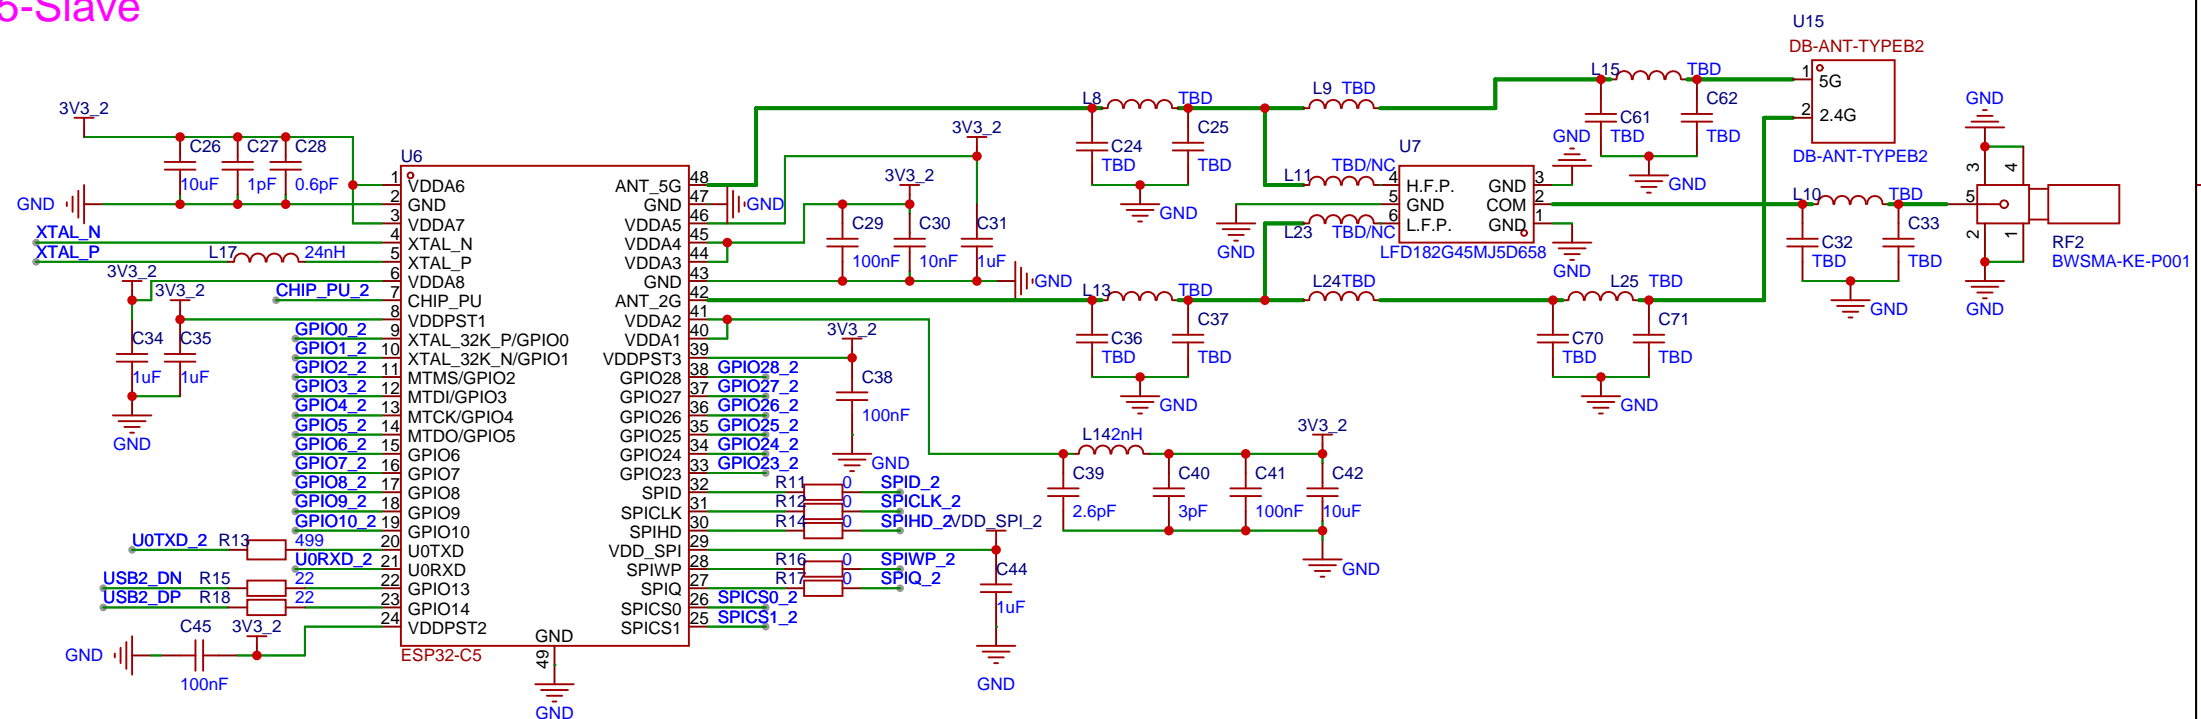 5-Slave
U15
DB-ANT-TYPEB2
1 5G
2 2.4G
DB-ANT-TYPEB2
L15 TBD
C61 TBD
C62 TBD
GND
L8 TBD
L9 TBD
C24 TBD
C25 TBD
GND
U7
L11 TBD/NC
L23 TBD/NC
4 H.F.P.
5 GND
6 L.F.P.
GND 3
COM 2
GND 1
LFD182G45MJ5D658
GND
GND
GND
L10 TBD
C32 TBD
C33 TBD
GND
GND
3 4
5
2 1
GND
RF2
BWSMA-KE-P001
L13 TBD
L24TBD
L25 TBD
C36 TBD
C37 TBD
GND
C70 TBD
C71 TBD
GND
3V3_2
C26 10uF
C27 1pF
C28 0.6pF
GND
XTAL_N
XTAL_P
L17 24nH
3V3_2
3V3_2
CHIP_PU_2
C34 1uF
C35 1uF
GND
GPIO0_2
GPIO1_2
GPIO2_2
GPIO3_2
GPIO4_2
GPIO5_2
GPIO6_2
GPIO7_2
GPIO8_2
GPIO9_2
GPIO10_2
U0TXD_2 R13 499
U0RXD_2
USB2_DN R15 22
USB2_DP R18 22
C45 3V3_2
GND
100nF
U6
1 VDDA6
2 GND
3 VDDA7
4 XTAL_N
5 XTAL_P
6 VDDA8
7 CHIP_PU
8 VDDPST1
9 XTAL_32K_P/GPIO0
10 XTAL_32K_N/GPIO1
11 MTMS/GPIO2
12 MTDI/GPIO3
13 MTCK/GPIO4
14 MTDO/GPIO5
15 GPIO6
16 GPIO7
17 GPIO8
18 GPIO9
19 GPIO10
20 U0TXD
21 U0RXD
22 GPIO13
23 GPIO14
24 VDDPST2
ANT_5G 48
GND 47
VDDA5 46
VDDA4 45
VDDA3 44
GND 43
ANT_2G 42
VDDA2 41
VDDA1 40
VDDPST3 39
GPIO28 38
GPIO27 37
GPIO26 36
GPIO25 35
GPIO24 34
GPIO23 33
SPID 32
SPICLK 31
SPIHD 30
VDD_SPI 29
SPIWP 28
SPIQ 27
SPICS0 26
SPICS1 25
GND
49
ESP32-C5
GND
GND
3V3_2
3V3_2
C29 100nF
C30 10nF
C31 1uF
GND
3V3_2
C38 100nF
GND
GPIO28_2
GPIO27_2
GPIO26_2
GPIO25_2
GPIO24_2
GPIO23_2
R11 0 SPID_2
R12 0 SPICLK_2
R14 0 SPIHD_2
VDD_SPI_2
R16 0 SPIWP_2
R17 0 SPIQ_2
SPICS0_2
SPICS1_2
C44 1uF
GND
L142nH
3V3_2
C39 2.6pF
C40 3pF
C41 100nF
C42 10uF
GND